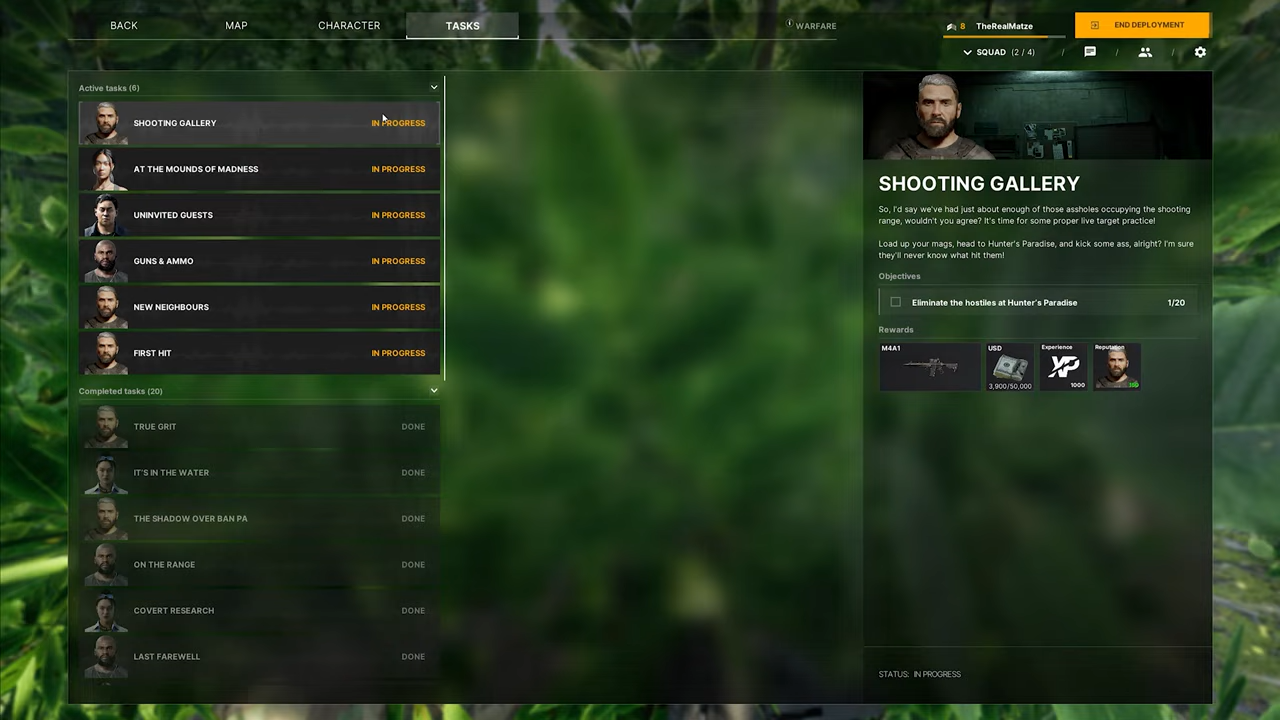 BACK
MAP
CHARACTER
TASKS
WARFARE
8 TheRealMatze
END DEPLOYMENT
SQUAD (2 / 4) / / /
Active tasks (6)
SHOOTING GALLERY IN PROGRESS
AT THE MOUNDS OF MADNESS IN PROGRESS
UNINVITED GUESTS IN PROGRESS
GUNS & AMMO IN PROGRESS
NEW NEIGHBOURS IN PROGRESS
FIRST HIT IN PROGRESS
Completed tasks (20)
TRUE GRIT DONE
IT'S IN THE WATER DONE
THE SHADOW OVER BAN PA DONE
ON THE RANGE DONE
COVERT RESEARCH DONE
LAST FAREWELL DONE
SHOOTING GALLERY
So, I'd say we've had just about enough of those assholes occupying the shooting
range, wouldn't you agree? It's time for some proper live target practice!
Load up your mags, head to Hunter's Paradise, and kick some ass, alright? I'm sure
they'll never know what hit them!
Objectives
Eliminate the hostiles at Hunter's Paradise 1/20
Rewards
M4A1
USD
3,900/50,000
Experience
XP
1000
Reputation
STATUS: IN PROGRESS